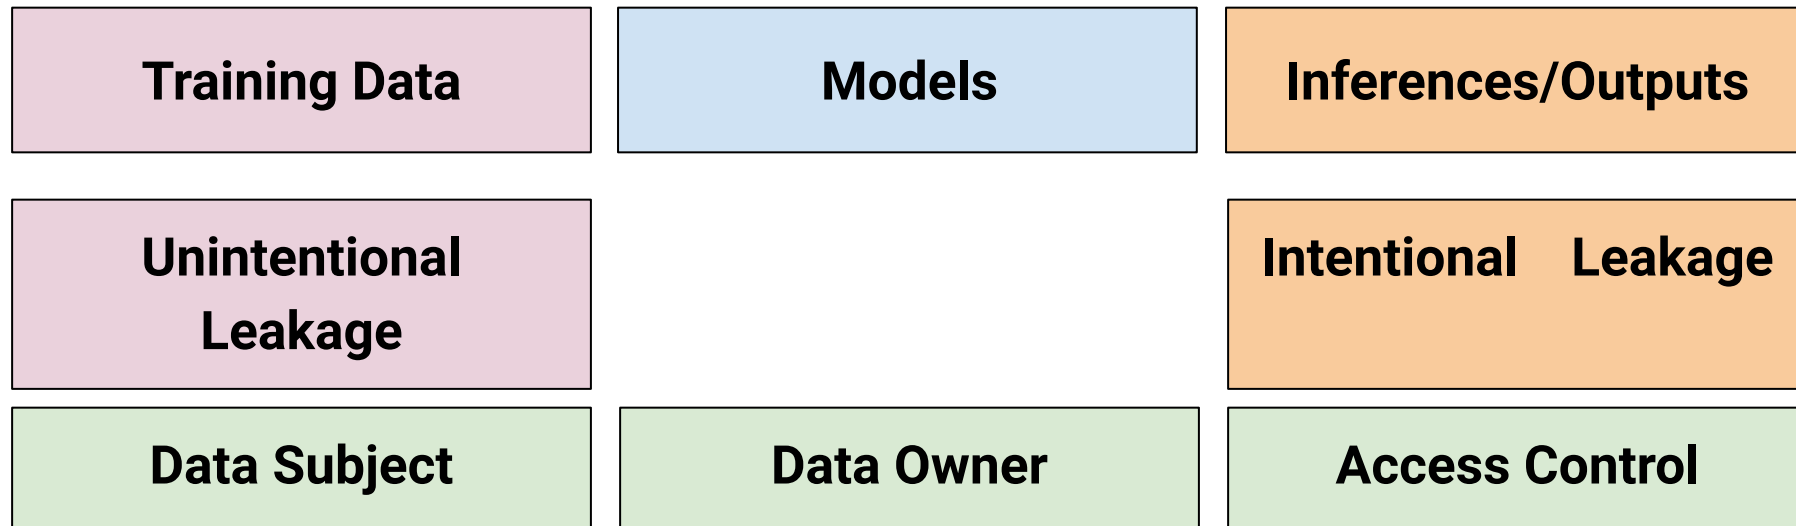 Training Data
Models
Inferences/Outputs
Unintentional
Leakage
Intentional Leakage
Data Subject
Data Owner
Access Control